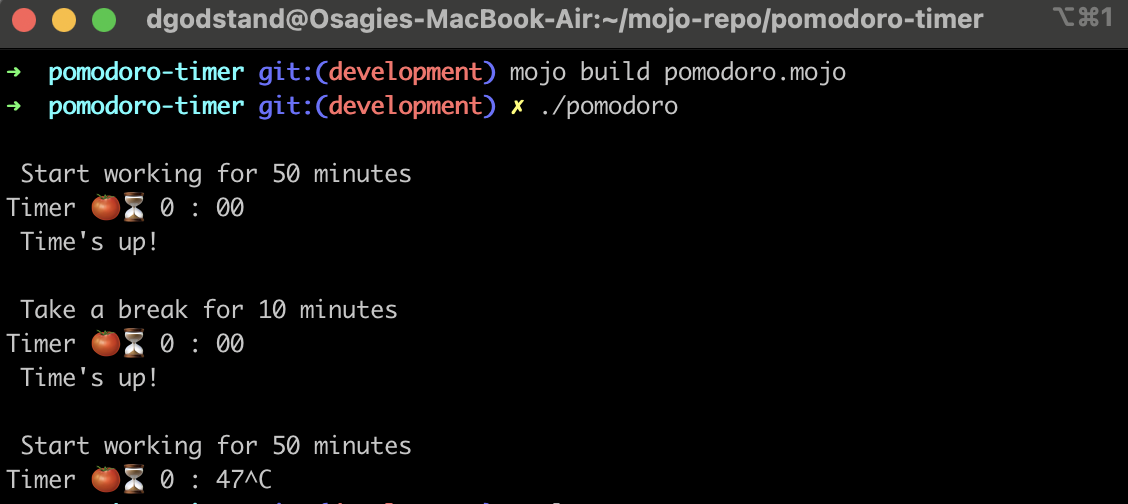 dgodstand@Osagies-MacBook-Air:~/mojo-repo/pomodoro-timer ⌥⌘1
➜ pomodoro-timer git:(development) mojo build pomodoro.mojo
➜ pomodoro-timer git:(development) ✗ ./pomodoro
Start working for 50 minutes
Timer 🍅⏳ 0 : 00
Time's up!
Take a break for 10 minutes
Timer 🍅⏳ 0 : 00
Time's up!
Start working for 50 minutes
Timer 🍅⏳ 0 : 47^C